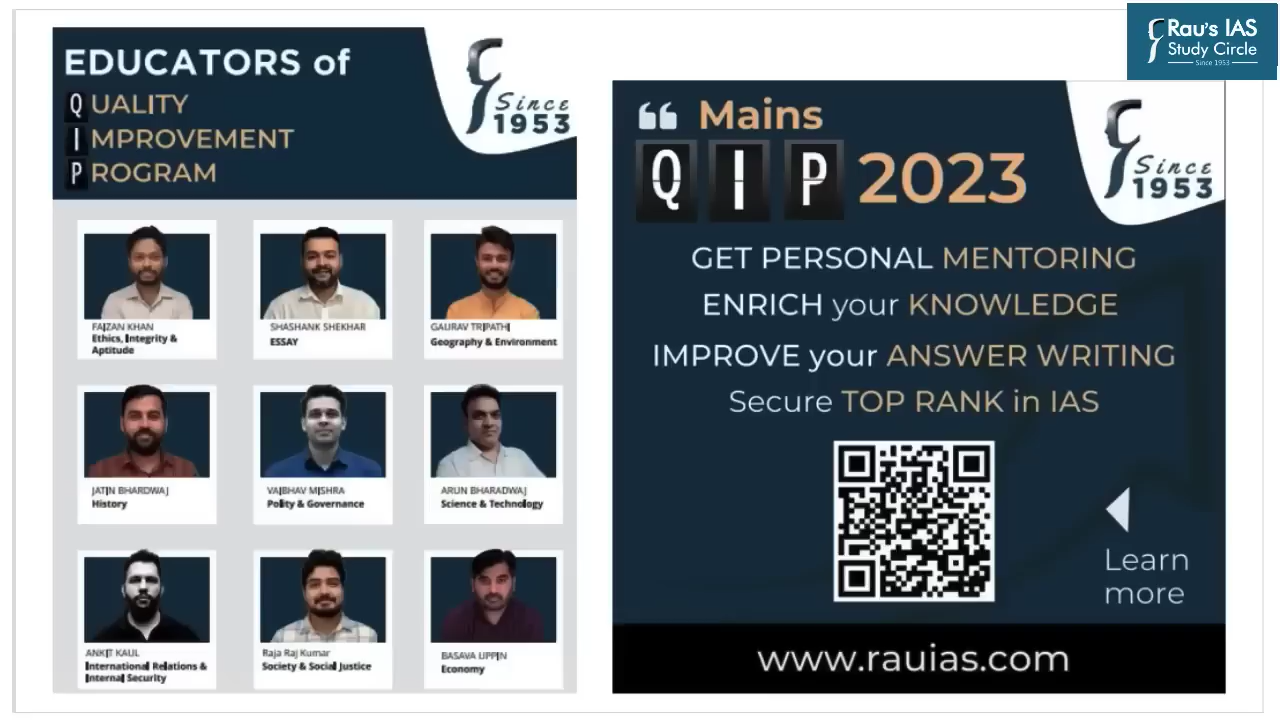 Rau's IAS
Study Circle
Since 1953
EDUCATORS of
QUALITY
IMPROVEMENT
PROGRAM
Since
1953
FAIZAN KHAN
Ethics, Integrity &
Aptitude
SHASHANK SHEKHAR
ESSAY
GAURAV TRIPATHI
Geography & Environment
JATIN BHARDWAJ
History
VAIBHAV MISHRA
Polity & Governance
ARUN BHARADWAJ
Science & Technology
ANKIT KAUL
International Relations &
Internal Security
Raja Raj Kumar
Society & Social Justice
BASAVA UPPIN
Economy
“ Mains
QIP 2023
Since
1953
GET PERSONAL MENTORING
ENRICH your KNOWLEDGE
IMPROVE your ANSWER WRITING
Secure TOP RANK in IAS
Learn
more
www.rauias.com